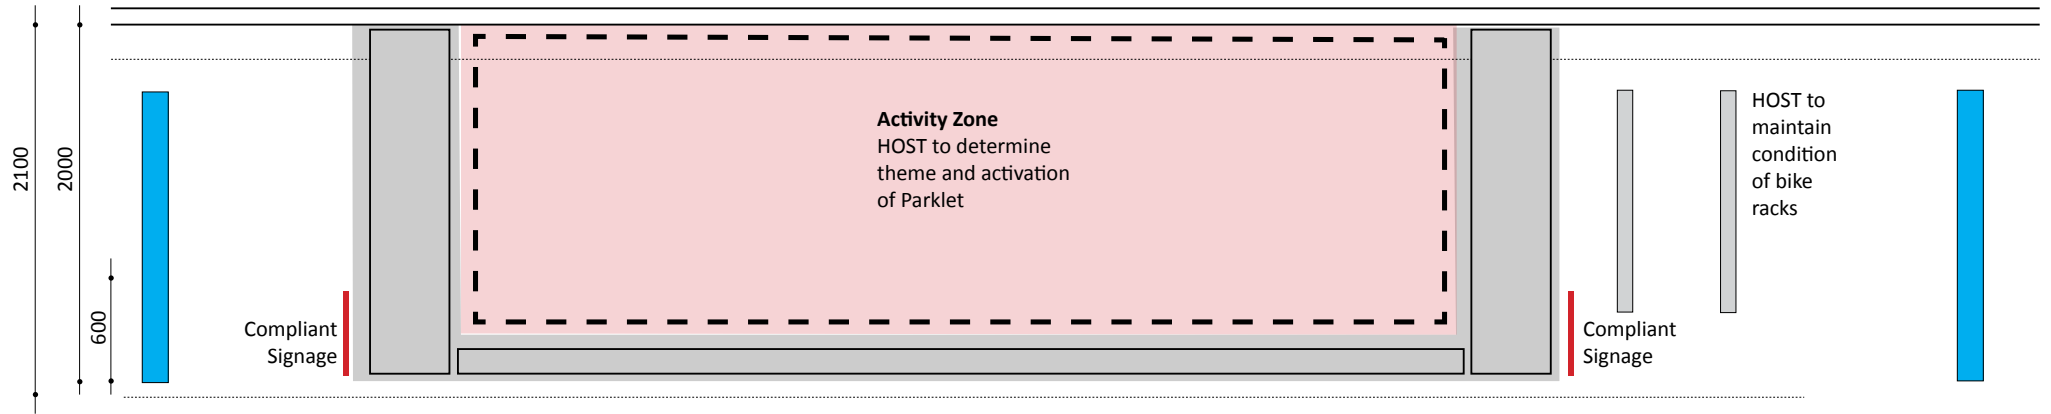 2100
2000
600
Compliant
Signage
Activity Zone
HOST to determine
theme and activation
of Parklet
Compliant
Signage
HOST to
maintain
condition
of bike
racks